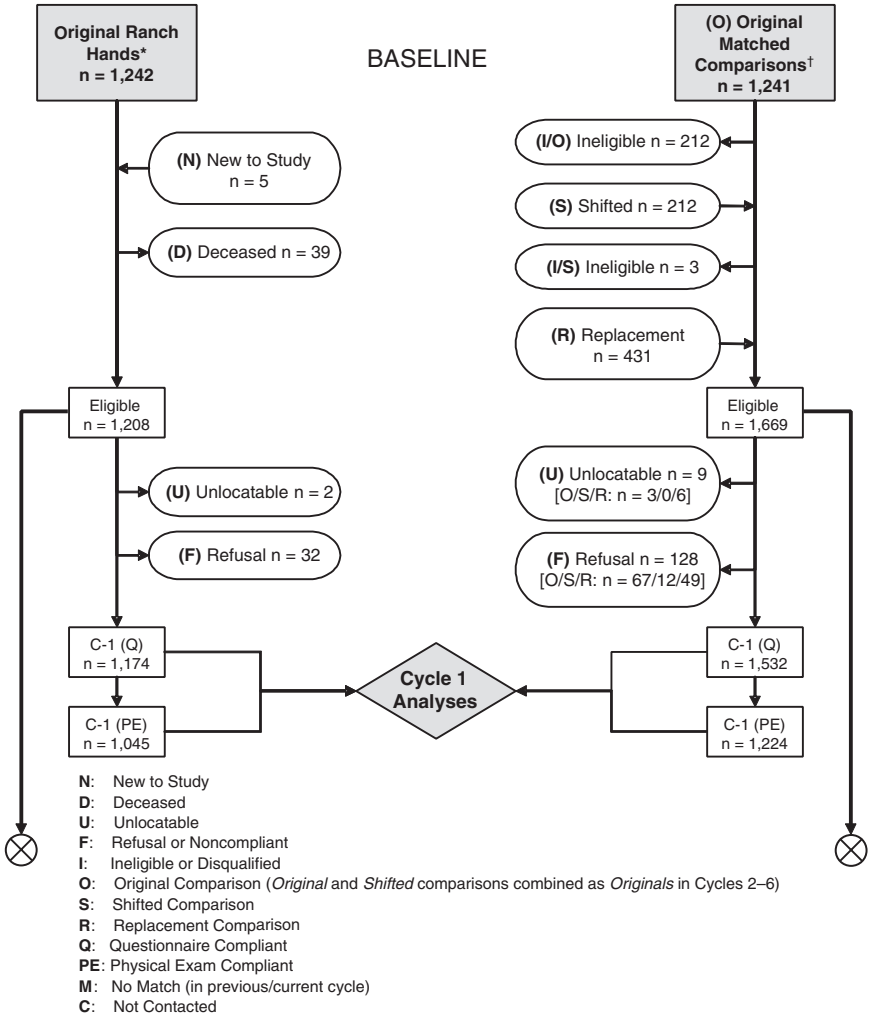 Original Ranch
Hands*
n = 1,242
BASELINE
(O) Original
Matched
Comparisons†
n = 1,241
(N) New to Study
n = 5
(D) Deceased n = 39
(I/O) Ineligible n = 212
(S) Shifted n = 212
(I/S) Ineligible n = 3
(R) Replacement
n = 431
Eligible
n = 1,208
Eligible
n = 1,669
(U) Unlocatable n = 2
(F) Refusal n = 32
(U) Unlocatable n = 9
[O/S/R: n = 3/0/6]
(F) Refusal n = 128
[O/S/R: n = 67/12/49]
C-1 (Q)
n = 1,174
C-1 (PE)
n = 1,045
Cycle 1
Analyses
C-1 (Q)
n = 1,532
C-1 (PE)
n = 1,224
N: New to Study
D: Deceased
U: Unlocatable
F: Refusal or Noncompliant
I: Ineligible or Disqualified
O: Original Comparison (Original and Shifted comparisons combined as Originals in Cycles 2–6)
S: Shifted Comparison
R: Replacement Comparison
Q: Questionnaire Compliant
PE: Physical Exam Compliant
M: No Match (in previous/current cycle)
C: Not Contacted